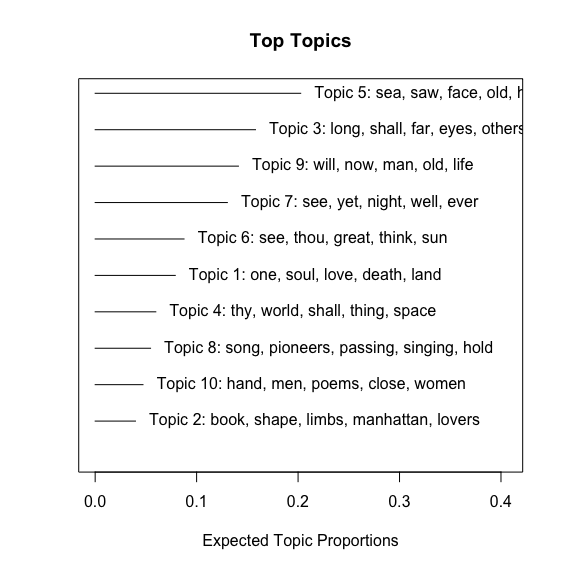 Top Topics
Topic 5: sea, saw, face, old,
Topic 3: long, shall, far, eyes, others
Topic 9: will, now, man, old, life
Topic 7: see, yet, night, well, ever
Topic 6: see, thou, great, think, sun
Topic 1: one, soul, love, death, land
Topic 4: thy, world, shall, thing, space
Topic 8: song, pioneers, passing, singing, hold
Topic 10: hand, men, poems, close, women
Topic 2: book, shape, limbs, manhattan, lovers
0.0 0.1 0.2 0.3 0.4
Expected Topic Proportions